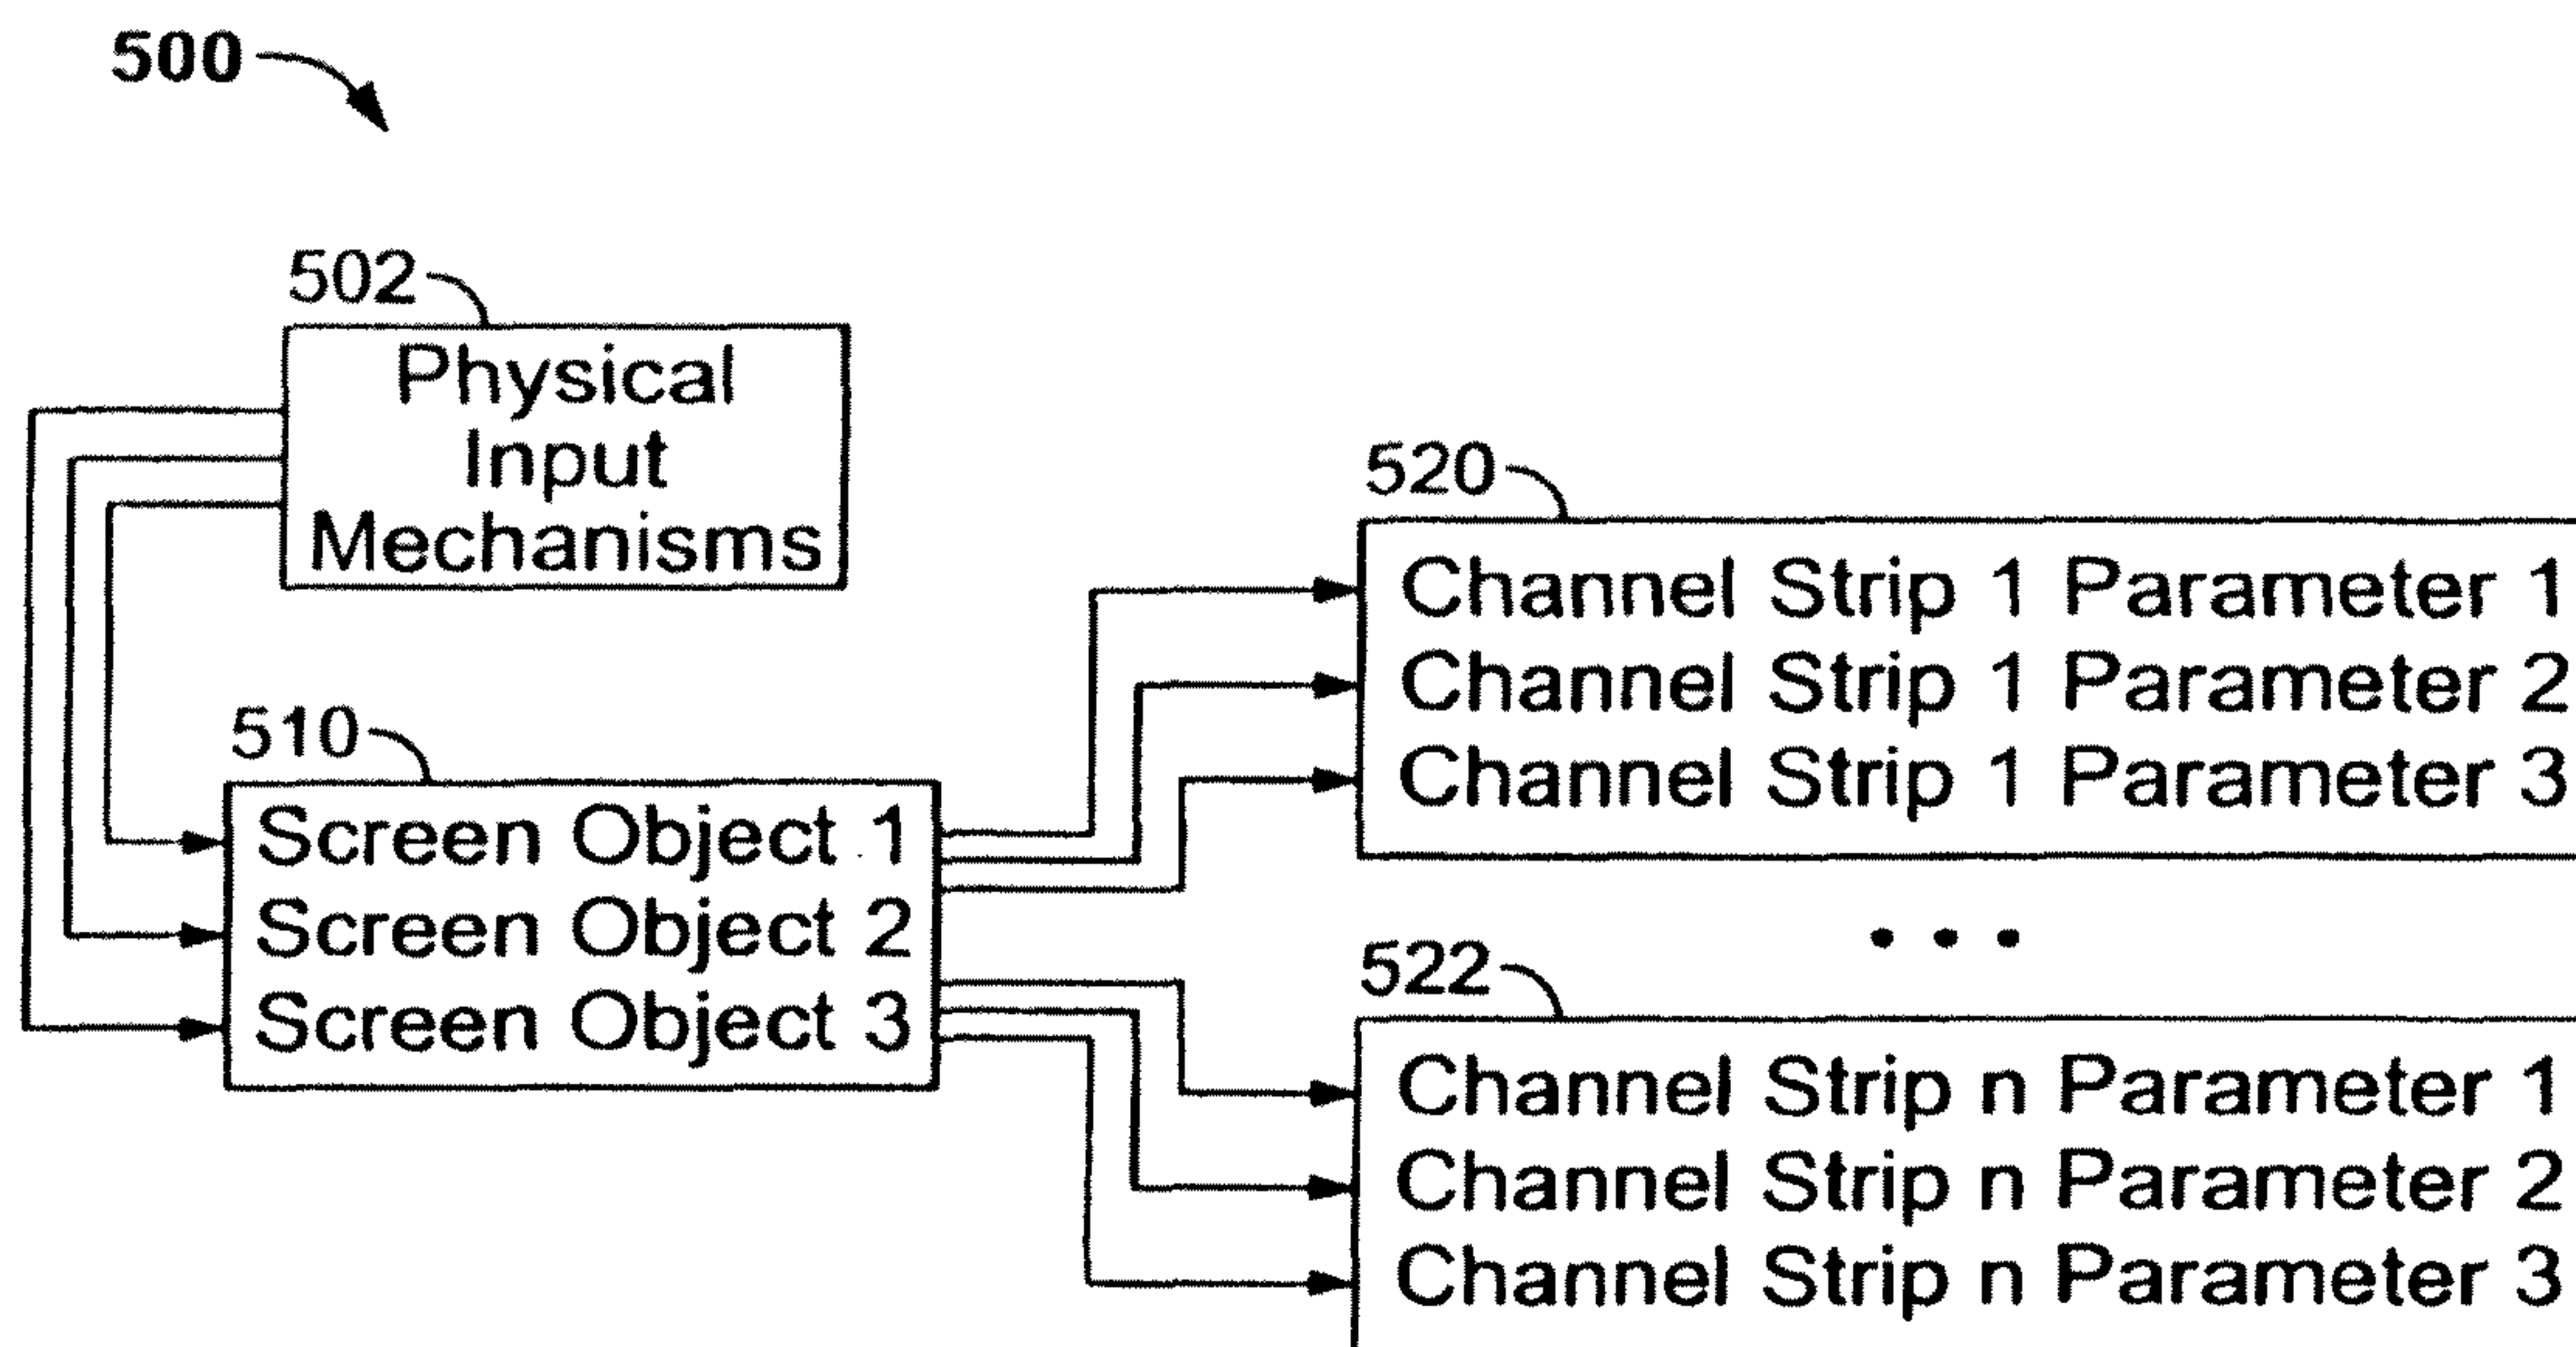 500
502
Physical
Input
Mechanisms
510
Screen Object 1
Screen Object 2
Screen Object 3
520
Channel Strip 1 Parameter 1
Channel Strip 1 Parameter 2
Channel Strip 1 Parameter 3
• • •
522
Channel Strip n Parameter 1
Channel Strip n Parameter 2
Channel Strip n Parameter 3